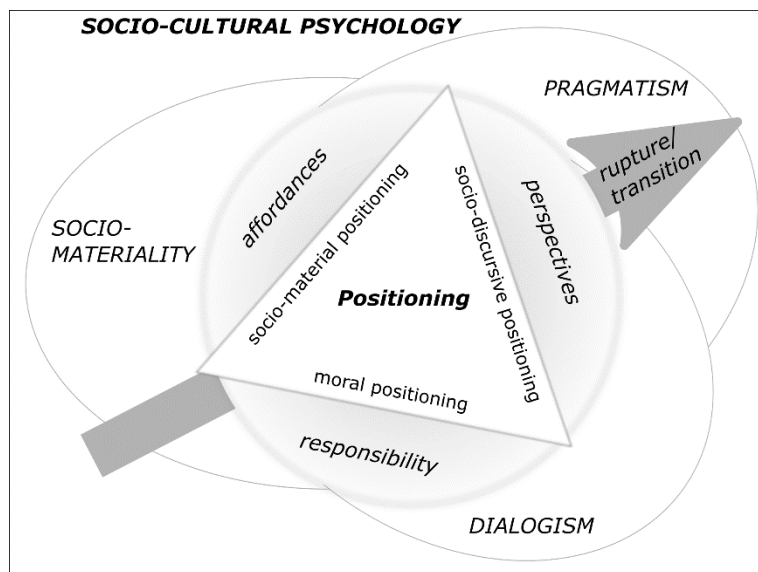 SOCIO-CULTURAL PSYCHOLOGY
PRAGMATISM
rupture/
transition
affordances
socio-material positioning
socio-discursive positioning
perspectives
SOCIO-
MATERIALITY
Positioning
moral positioning
responsibility
DIALOGISM